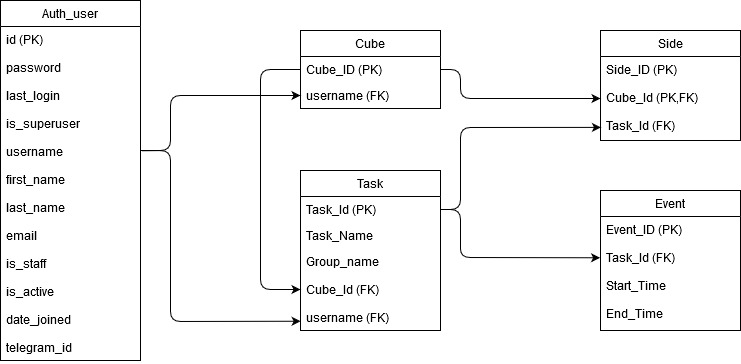 Auth_user
id (PK)
password
last_login
is_superuser
username
first_name
last_name
email
is_staff
is_active
date_joined
telegram_id
Cube
Cube_ID (PK)
username (FK)
Task
Task_Id (PK)
Task_Name
Group_name
Cube_Id (FK)
username (FK)
Side
Side_ID (PK)
Cube_Id (PK,FK)
Task_Id (FK)
Event
Event_ID (PK)
Task_Id (FK)
Start_Time
End_Time